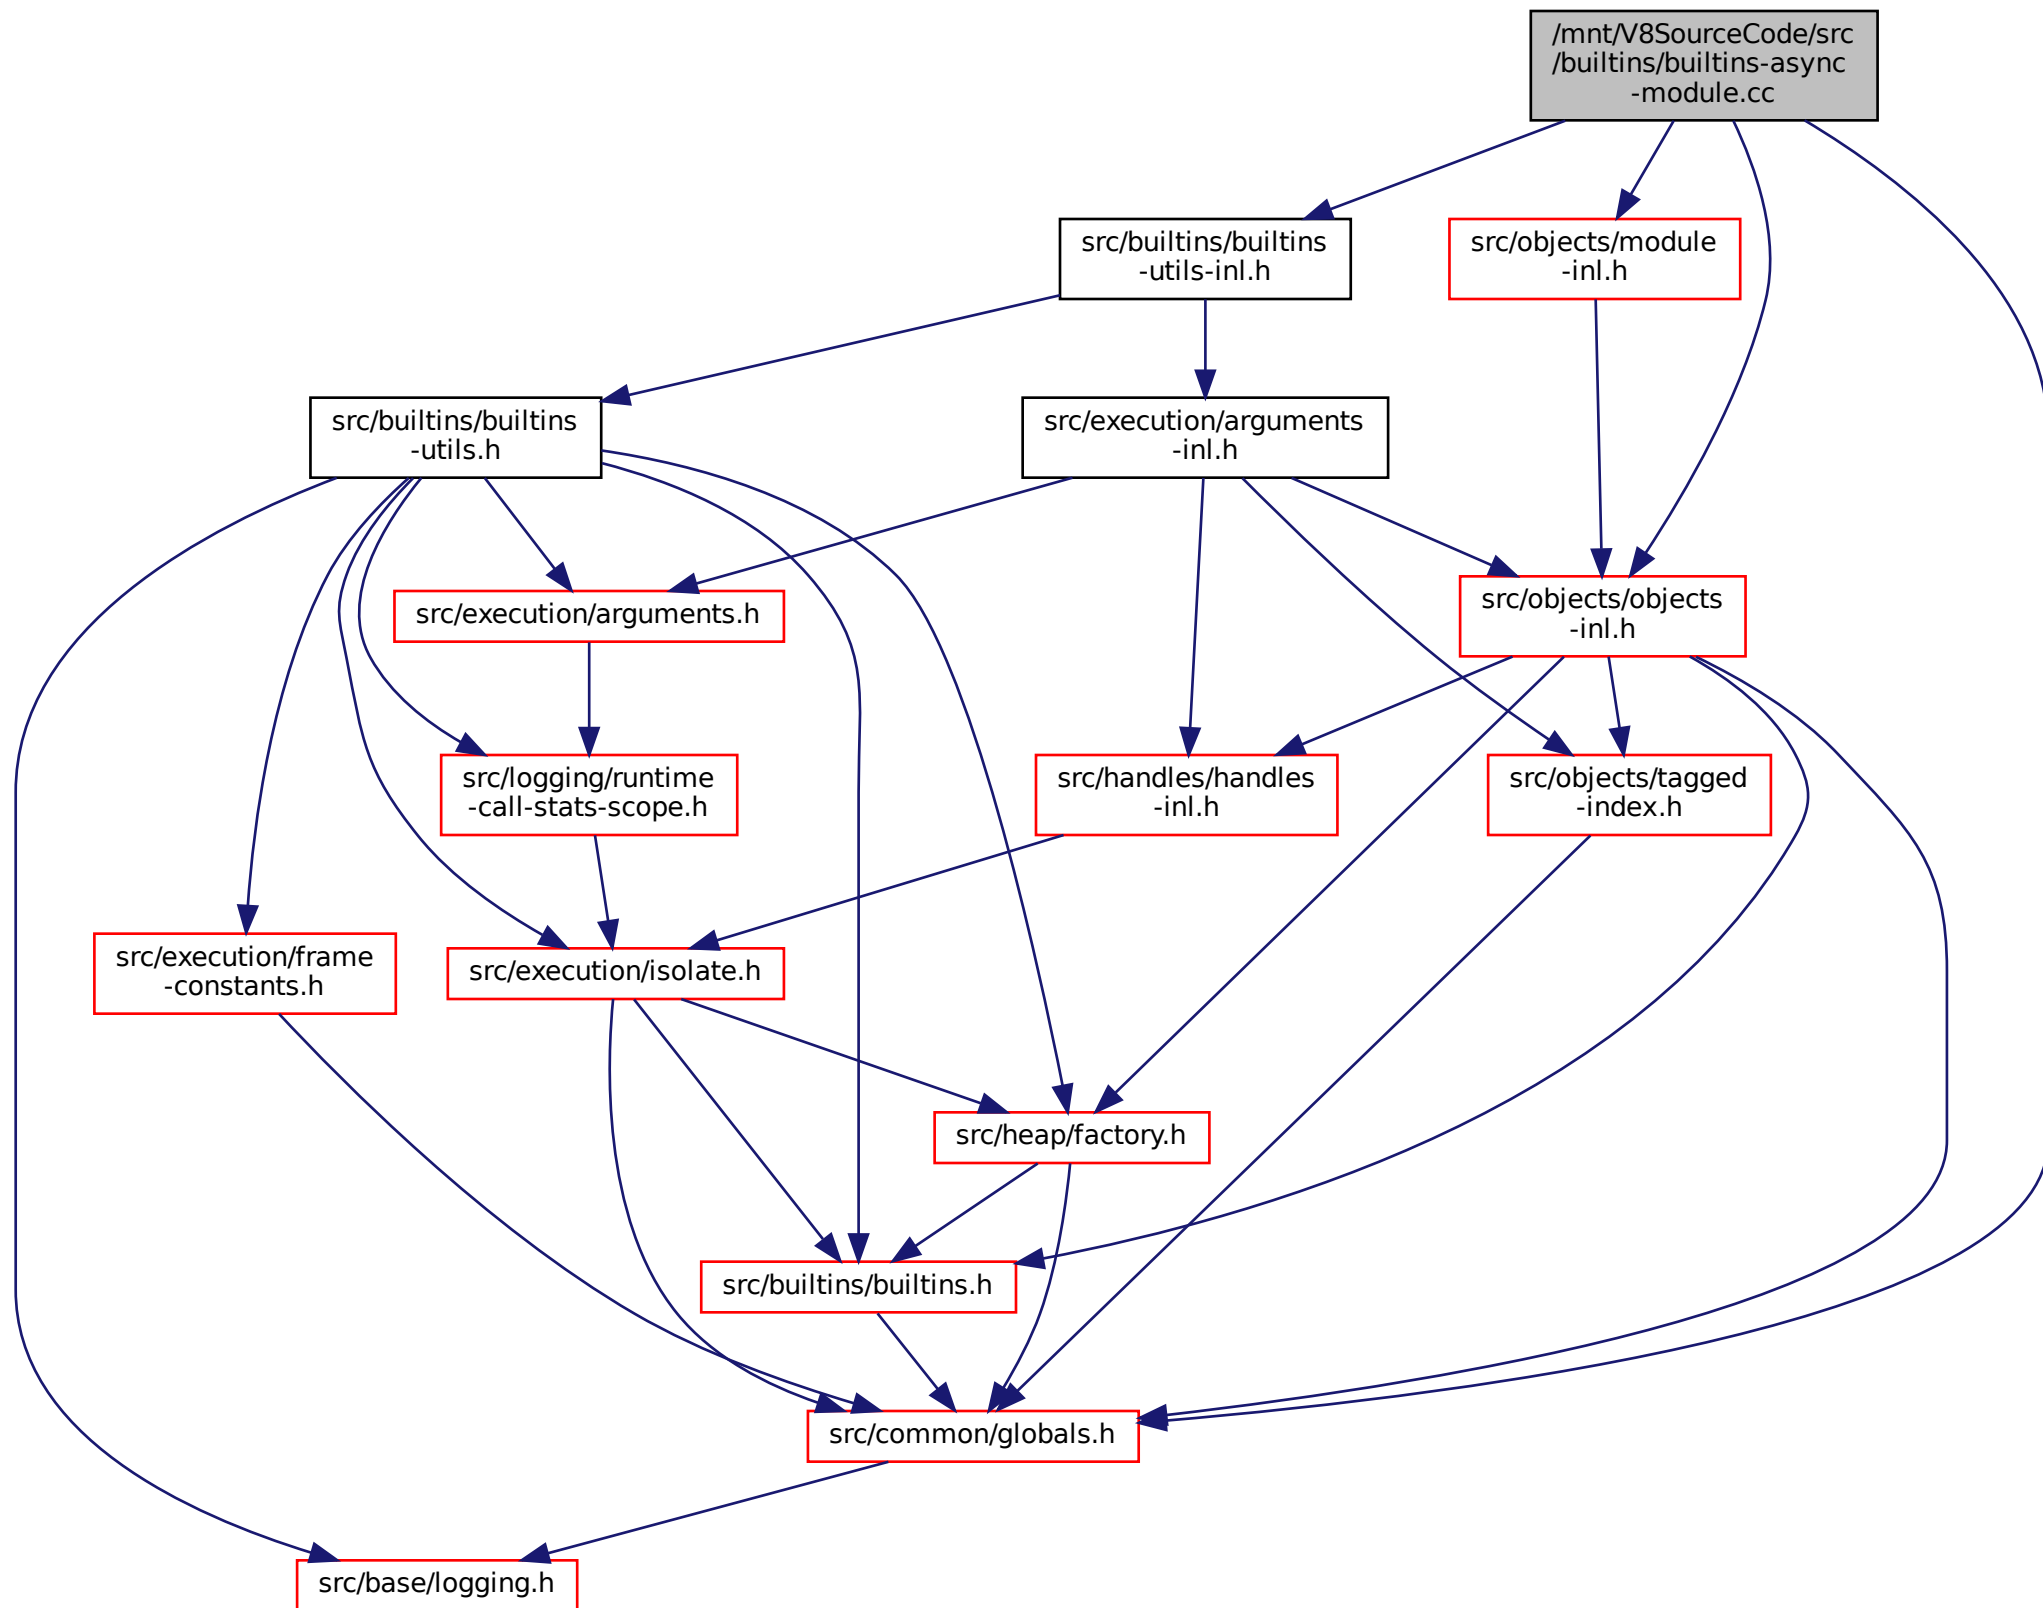 /mnt/V8SourceCode/src
/builtins/builtins-async
-module.cc
src/builtins/builtins
-utils-inl.h
src/objects/module
-inl.h
src/builtins/builtins
-utils.h
src/execution/arguments
-inl.h
src/execution/arguments.h
src/objects/objects
-inl.h
src/logging/runtime
-call-stats-scope.h
src/handles/handles
-inl.h
src/objects/tagged
-index.h
src/execution/frame
-constants.h
src/execution/isolate.h
src/heap/factory.h
src/builtins/builtins.h
src/common/globals.h
src/base/logging.h